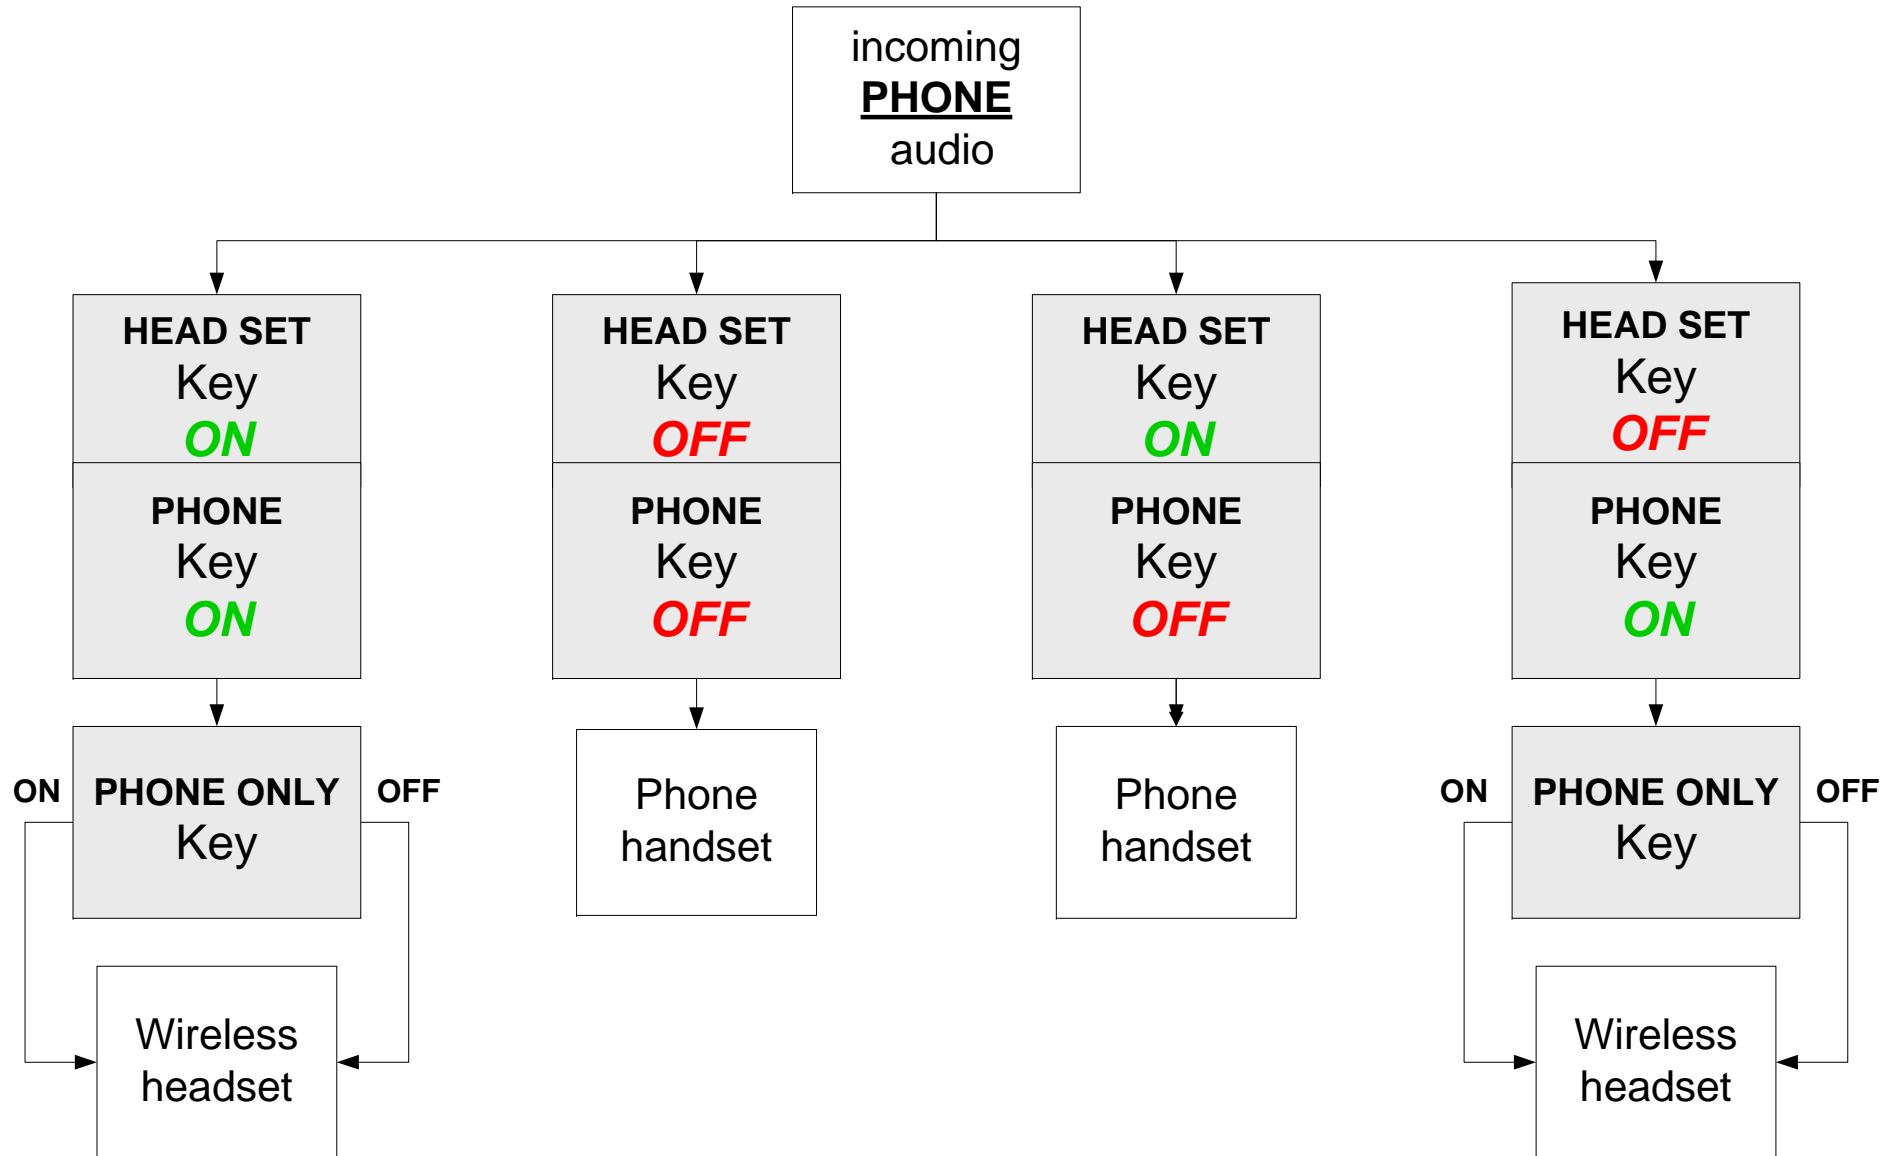 incoming
PHONE
audio
HEAD SET
Key
ON
PHONE
Key
ON
HEAD SET
Key
OFF
PHONE
Key
OFF
HEAD SET
Key
ON
PHONE
Key
OFF
HEAD SET
Key
OFF
PHONE
Key
ON
ON
PHONE ONLY
Key
OFF
Phone
handset
Phone
handset
ON
PHONE ONLY
Key
OFF
Wireless
headset
Wireless
headset